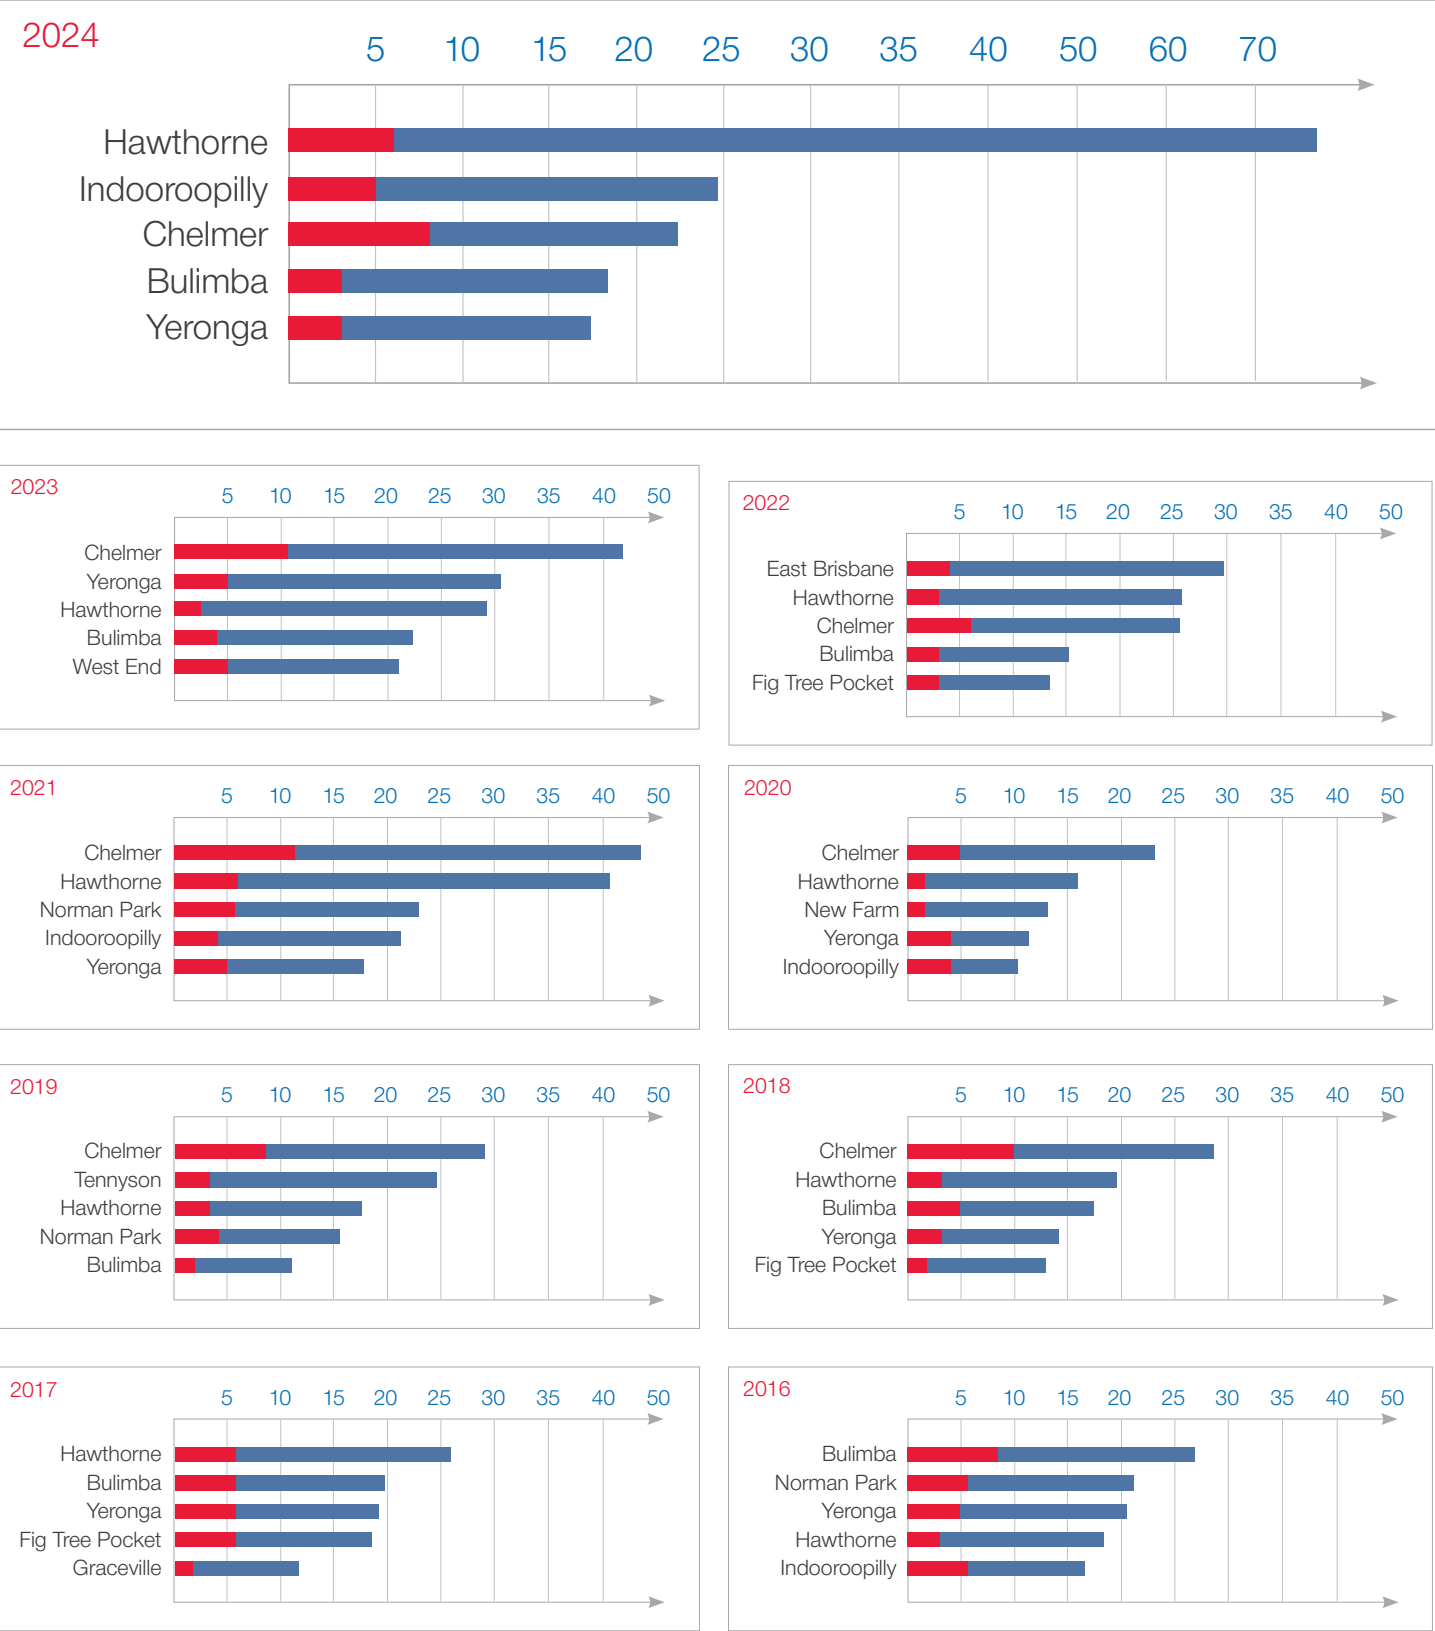 2024
5 10 15 20 25 30 35 40 50 60 70
Hawthorne
Indooroopilly
Chelmer
Bulimba
Yeronga
2023
5 10 15 20 25 30 35 40 50
Chelmer
Yeronga
Hawthorne
Bulimba
West End
2022
5 10 15 20 25 30 35 40 50
East Brisbane
Hawthorne
Chelmer
Bulimba
Fig Tree Pocket
2021
5 10 15 20 25 30 35 40 50
Chelmer
Hawthorne
Norman Park
Indooroopilly
Yeronga
2020
5 10 15 20 25 30 35 40 50
Chelmer
Hawthorne
New Farm
Yeronga
Indooroopilly
2019
5 10 15 20 25 30 35 40 50
Chelmer
Tennyson
Hawthorne
Norman Park
Bulimba
2018
5 10 15 20 25 30 35 40 50
Chelmer
Hawthorne
Bulimba
Yeronga
Fig Tree Pocket
2017
5 10 15 20 25 30 35 40 50
Hawthorne
Bulimba
Yeronga
Fig Tree Pocket
Graceville
2016
5 10 15 20 25 30 35 40 50
Bulimba
Norman Park
Yeronga
Hawthorne
Indooroopilly